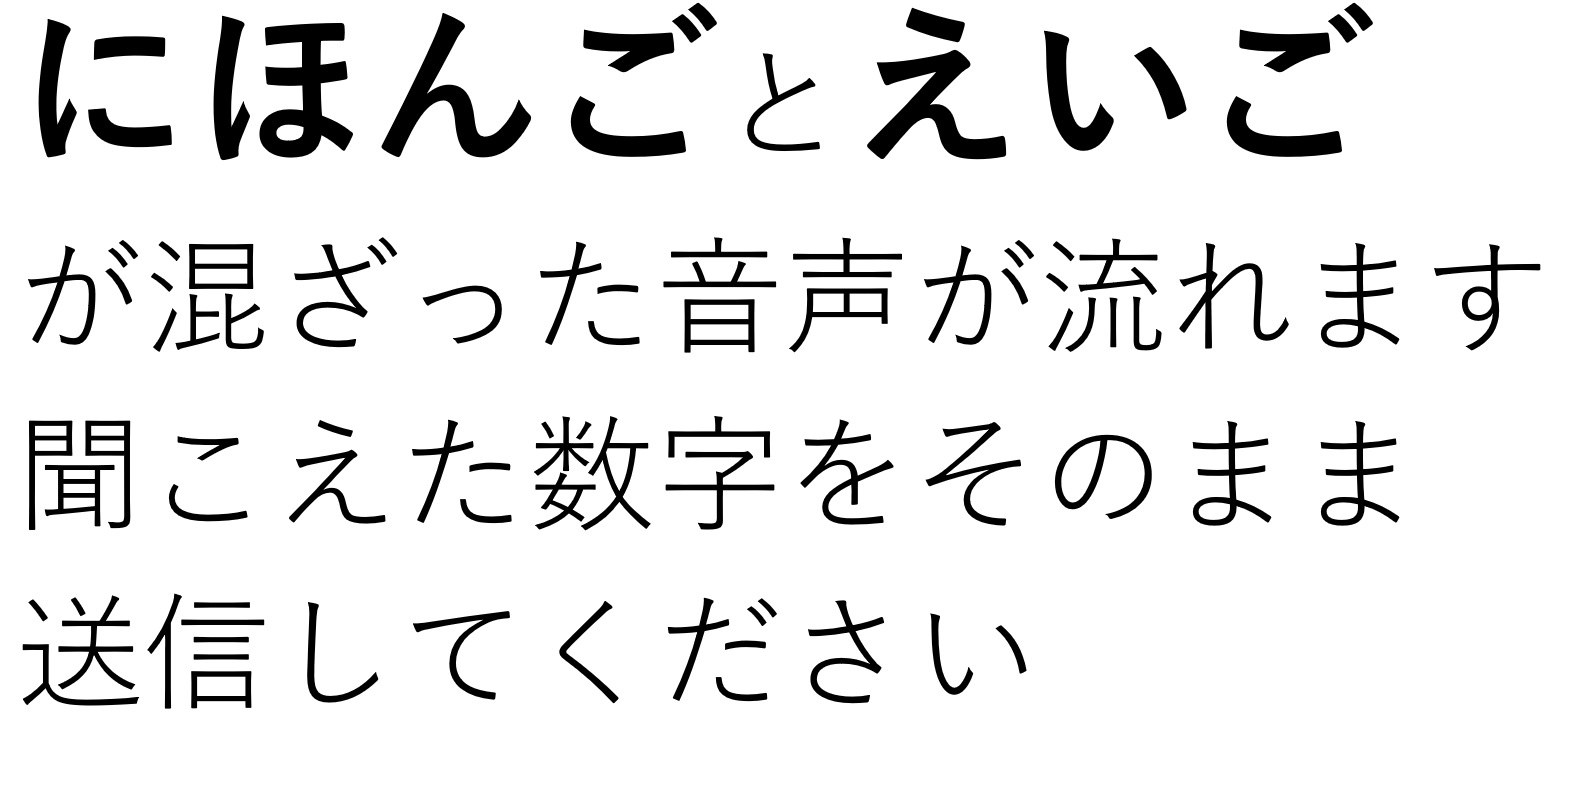 にほんごとえいご
が混ざった音声が流れます
聞こえた数字をそのまま
送信してください